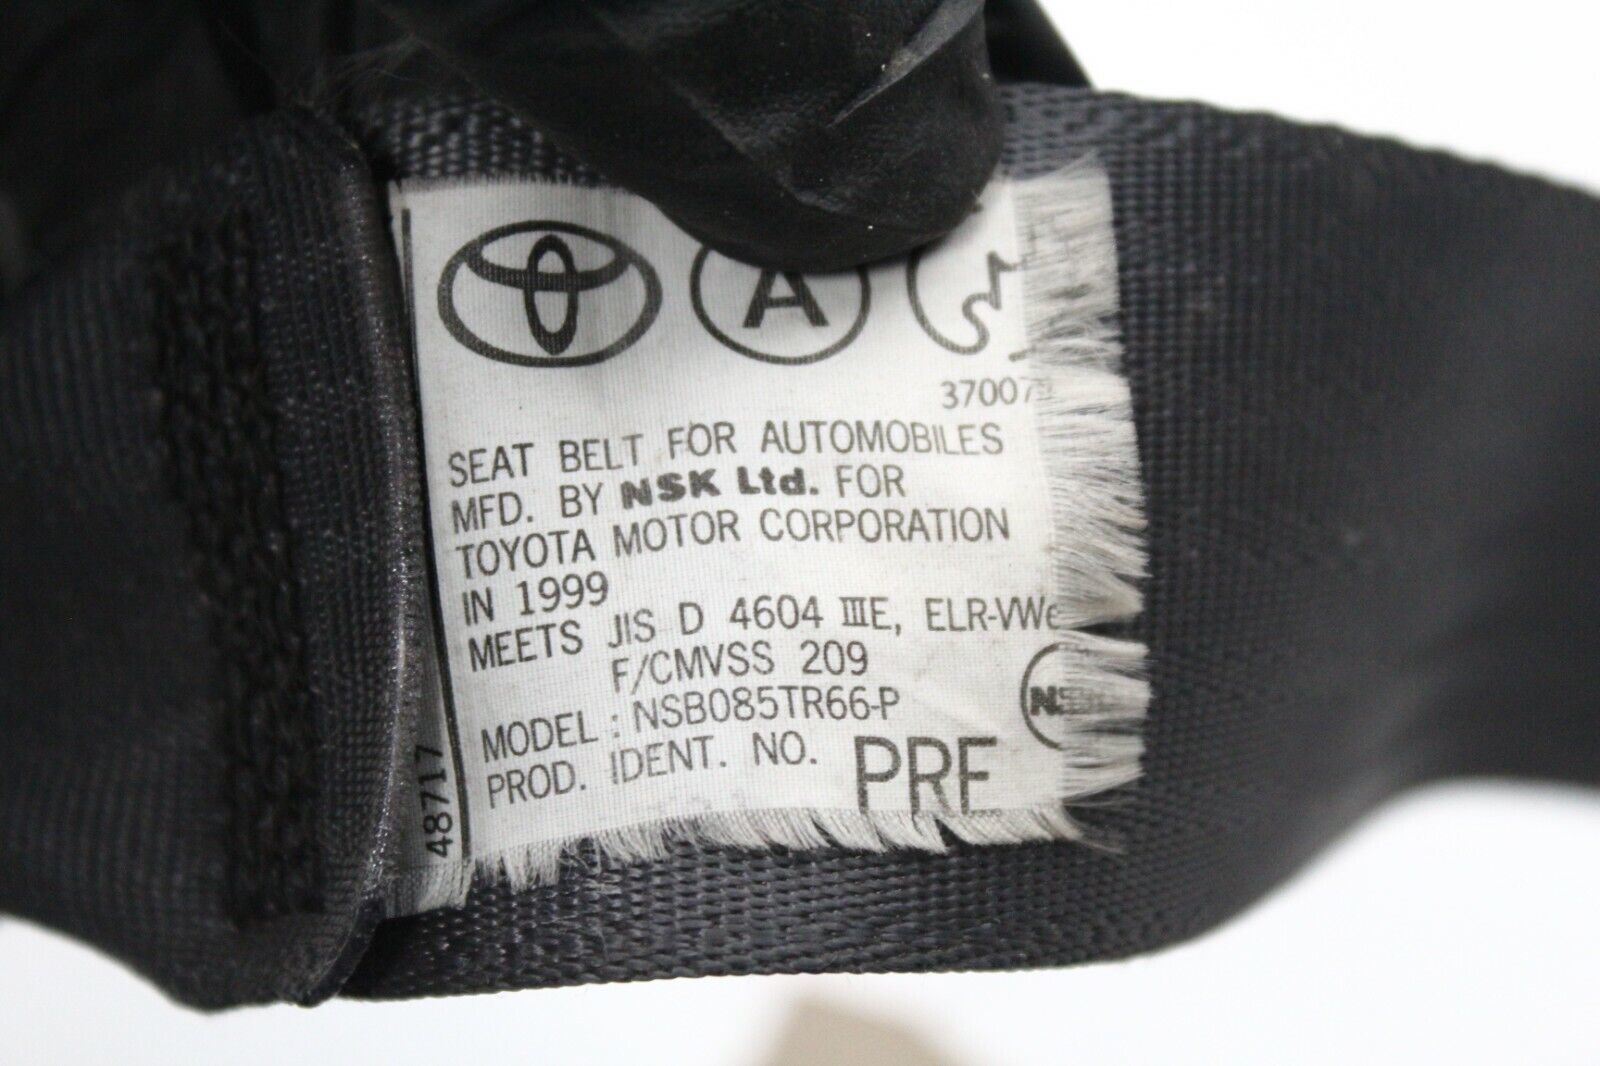 A
37007
SEAT BELT FOR AUTOMOBILES
MFD. BY NSK Ltd. FOR
TOYOTA MOTOR CORPORATION
IN 1999
MEETS JIS D 4604 ⅢE, ELR-VWe
F/CMVSS 209
MODEL : NSB085TR66-P
PROD. IDENT. NO. PRE
48717